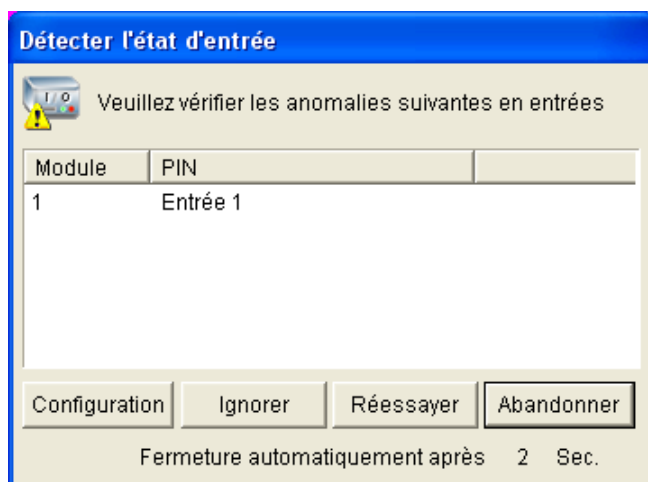 Détecter l'état d'entrée
I / O
Veuillez vérifier les anomalies suivantes en entrées
Module PIN
1 Entrée 1
Configuration Ignorer Réessayer Abandonner
Fermeture automatiquement après 2 Sec.